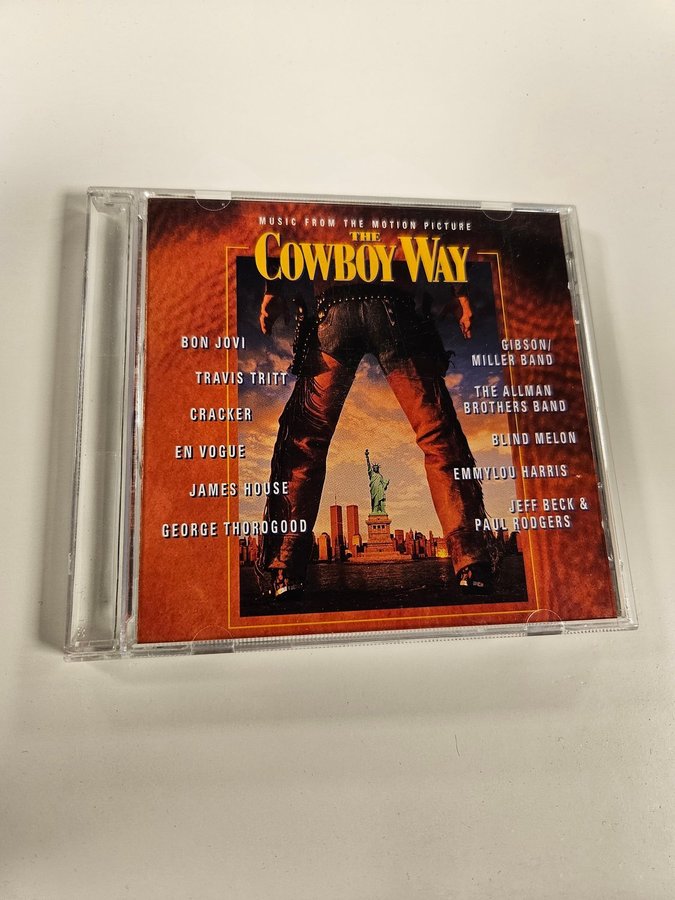 MUSIC FROM THE MOTION PICTURE
THE
COWBOY WAY
BON JOVI
TRAVIS TRITT
CRACKER
EN VOGUE
JAMES HOUSE
GEORGE THOROGOOD
GIBSON/
MILLER BAND
THE ALLMAN
BROTHERS BAND
BLIND MELON
EMMYLOU HARRIS
JEFF BECK &
PAUL RODGERS